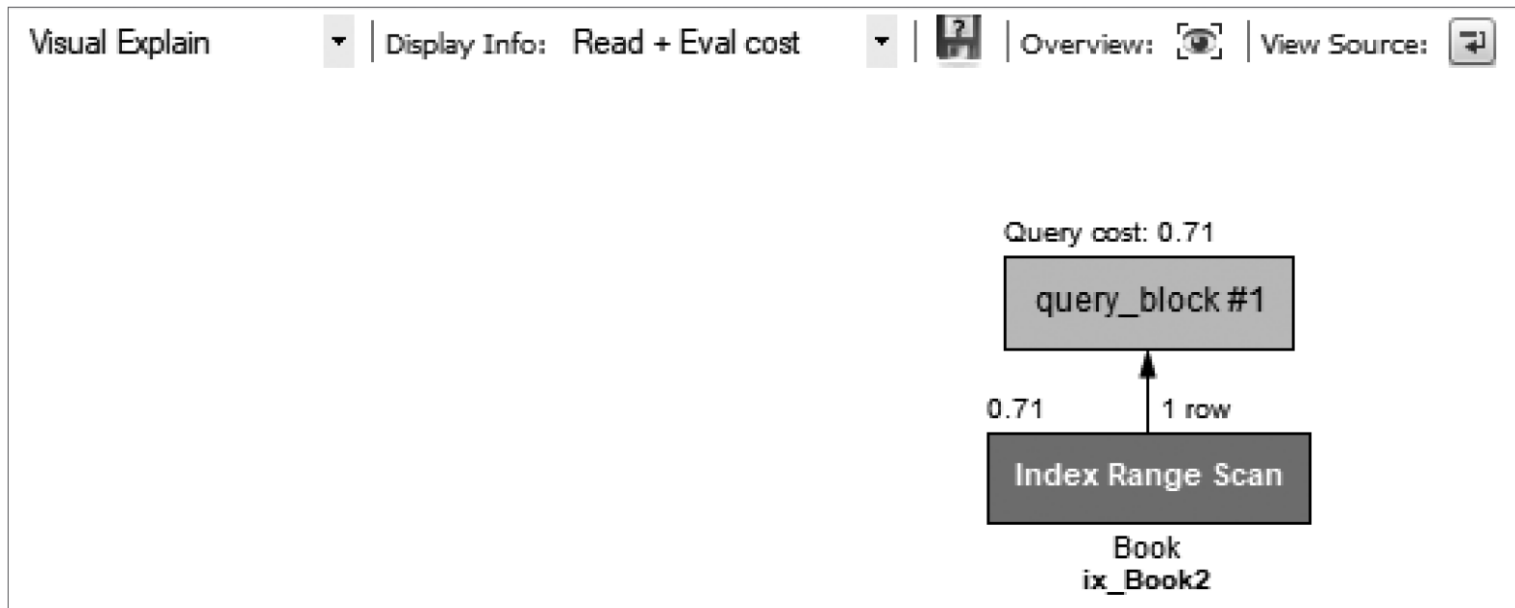 Visual Explain Display Info: Read + Eval cost ? Overview: View Source:
Query cost: 0.71
query_block #1
0.71 1 row
Index Range Scan
Book
ix_Book2